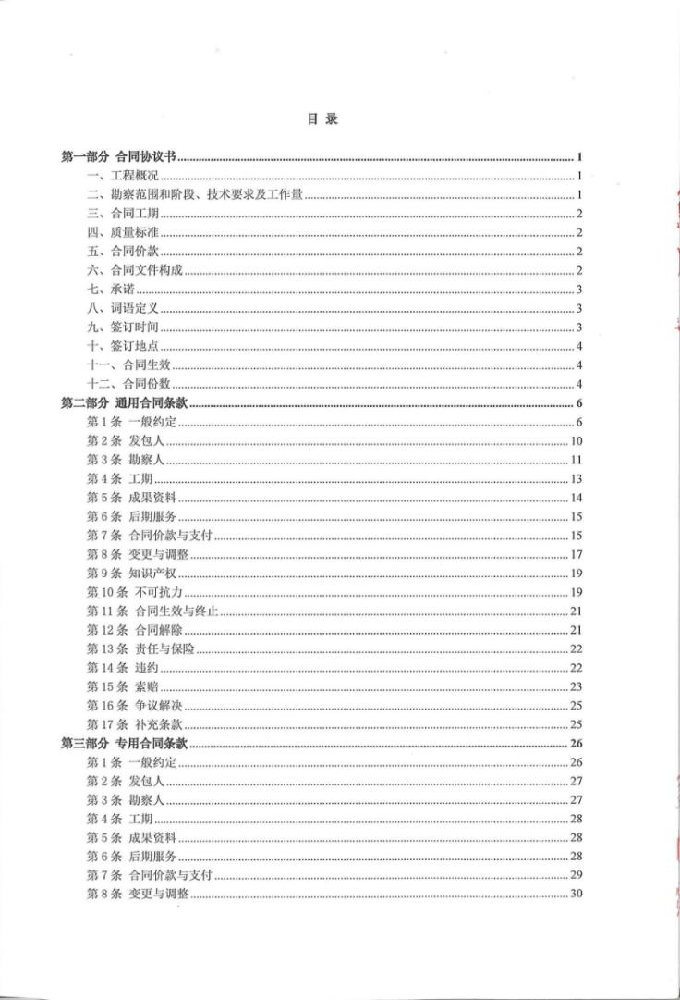 目 录
第一部分 合同协议书 1
一、工程概况 1
二、勘察范围和阶段、技术要求及工作量 1
三、合同工期 2
四、质量标准 2
五、合同价款 2
六、合同文件构成 2
七、承诺 3
八、词语定义 3
九、签订时间 3
十、签订地点 4
十一、合同生效 4
十二、合同份数 4
第二部分 通用合同条款 6
第 1 条 一般约定 6
第 2 条 发包人 10
第 3 条 勘察人 11
第 4 条 工期 13
第 5 条 成果资料 14
第 6 条 后期服务 15
第 7 条 合同价款与支付 15
第 8 条 变更与调整 17
第 9 条 知识产权 19
第 10 条 不可抗力 19
第 11 条 合同生效与终止 21
第 12 条 合同解除 21
第 13 条 责任与保险 22
第 14 条 违约 22
第 15 条 索赔 23
第 16 条 争议解决 25
第 17 条 补充条款 25
第三部分 专用合同条款 26
第 1 条 一般约定 26
第 2 条 发包人 27
第 3 条 勘察人 27
第 4 条 工期 28
第 5 条 成果资料 28
第 6 条 后期服务 28
第 7 条 合同价款与支付 29
第 8 条 变更与调整 30